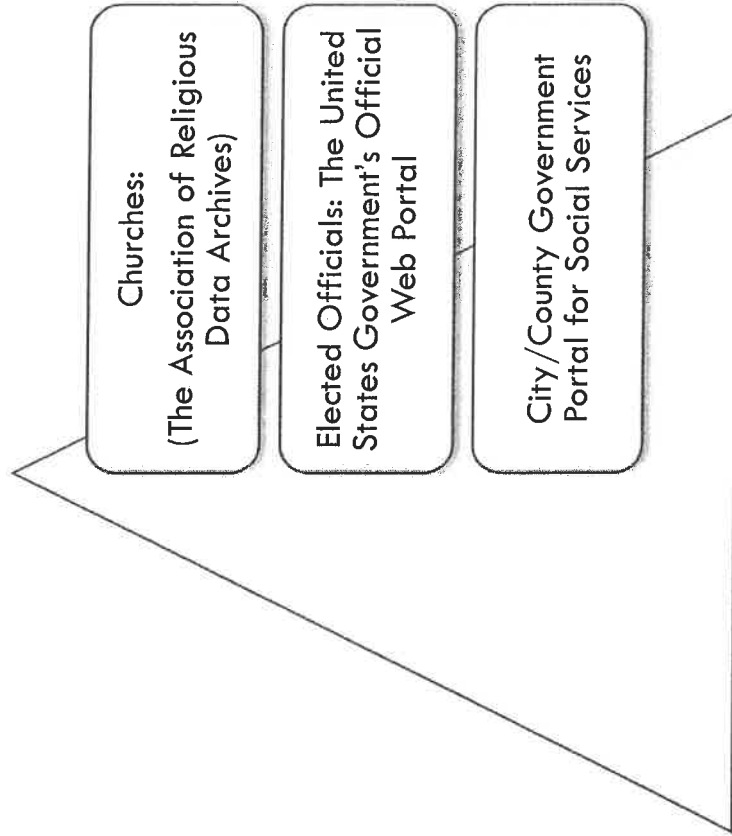 Churches:
(The Association of Religious
Data Archives)
Elected Officials: The United
States Government's Official
Web Portal
City/County Government
Portal for Social Services